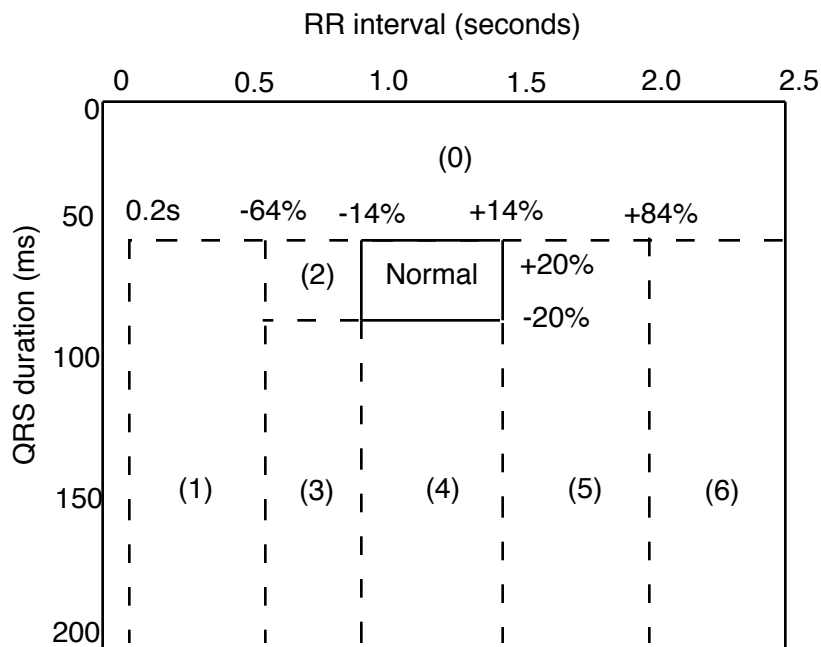 RR interval (seconds)
0 0.5 1.0 1.5 2.0 2.5
0
(0)
50 0.2s -64% -14% +14% +84%
(2) Normal +20%
-20%
QRS duration (ms)
100
150 (1) (3) (4) (5) (6)
200